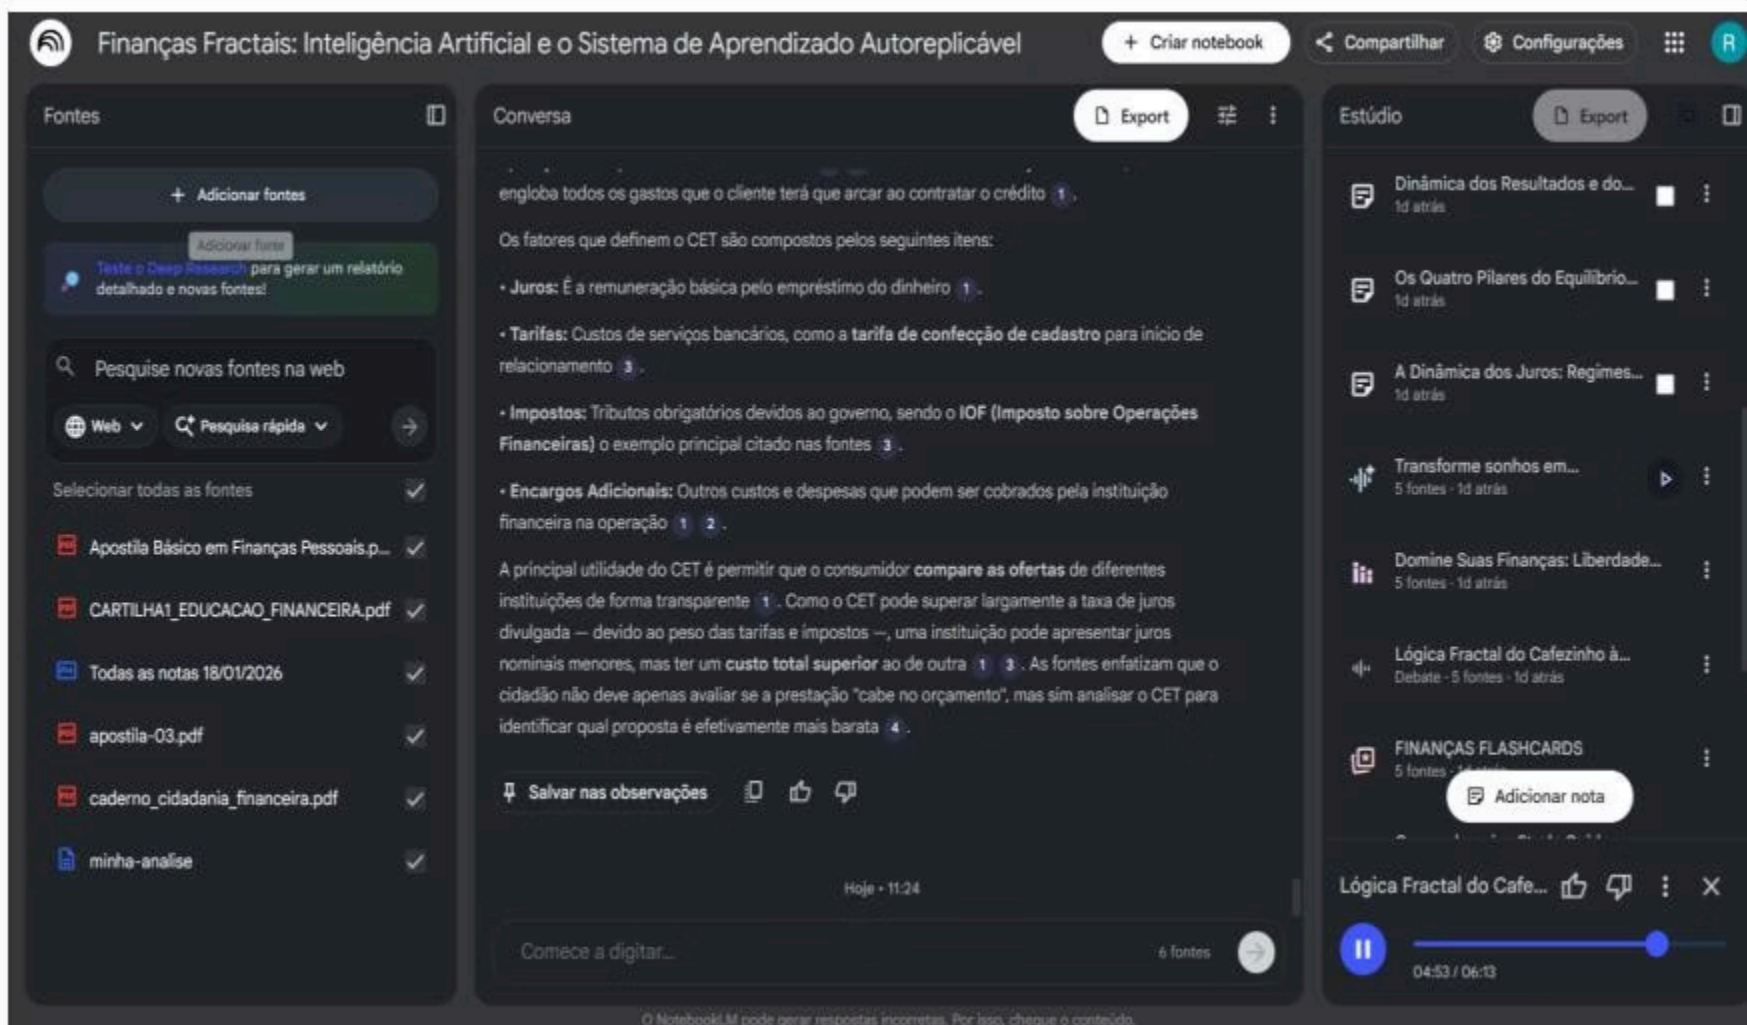 Finanças Fractais: Inteligência Artificial e o Sistema de Aprendizado Autoreplicável
+ Criar notebook
Compartilhar
Configurações
R
Fontes
+ Adicionar fontes
Adicionar fonte
Teste o Deep Research para gerar um relatório
detalhado e novas fontes!
Pesquise novas fontes na web
Web
Pesquisa rápida
Selecionar todas as fontes
Apostila Básico em Finanças Pessoais.p...
CARTILHA1_EDUCACAO_FINANCEIRA.pdf
Todas as notas 18/01/2026
apostila-03.pdf
caderno_cidadania_financeira.pdf
minha-analise
Conversa
Export
engloba todos os gastos que o cliente terá que arcar ao contratar o crédito 1 .
Os fatores que definem o CET são compostos pelos seguintes itens:
• Juros: É a remuneração básica pelo empréstimo do dinheiro 1 .
• Tarifas: Custos de serviços bancários, como a tarifa de confecção de cadastro para início de
relacionamento 3 .
• Impostos: Tributos obrigatórios devidos ao governo, sendo o IOF (Imposto sobre Operações
Financeiras) o exemplo principal citado nas fontes 3 .
• Encargos Adicionais: Outros custos e despesas que podem ser cobrados pela instituição
financeira na operação 1 2 .
A principal utilidade do CET é permitir que o consumidor compare as ofertas de diferentes
instituições de forma transparente 1 . Como o CET pode superar largamente a taxa de juros
divulgada — devido ao peso das tarifas e impostos —, uma instituição pode apresentar juros
nominais menores, mas ter um custo total superior ao de outra 1 3 . As fontes enfatizam que o
cidadão não deve apenas avaliar se a prestação "cabe no orçamento", mas sim analisar o CET para
identificar qual proposta é efetivamente mais barata 4 .
Salvar nas observações
Hoje • 11:24
Comece a digitar...
6 fontes
O NotebookLM pode gerar respostas incorretas. Por isso, cheque o conteúdo.
Estúdio
Export
Dinâmica dos Resultados e do...
1d atrás
Os Quatro Pilares do Equilíbrio...
1d atrás
A Dinâmica dos Juros: Regimes...
1d atrás
Transforme sonhos em...
5 fontes · 1d atrás
Domine Suas Finanças: Liberdade...
5 fontes · 1d atrás
Lógica Fractal do Cafezinho à...
Debate · 5 fontes · 1d atrás
FINANÇAS FLASHCARDS
5 fontes · 1d atrás
Adicionar nota
Lógica Fractal do Cafe...
04:53 / 06:13